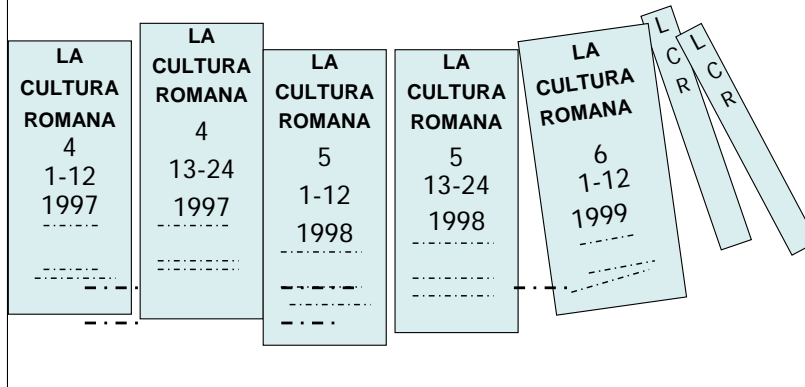 LA
CULTURA
ROMANA
4
1-12
1997
LA
CULTURA
ROMANA
4
13-24
1997
LA
CULTURA
ROMANA
5
1-12
1998
LA
CULTURA
ROMANA
5
13-24
1998
LA
CULTURA
ROMANA
6
1-12
1999
L
C
R
L
C
R